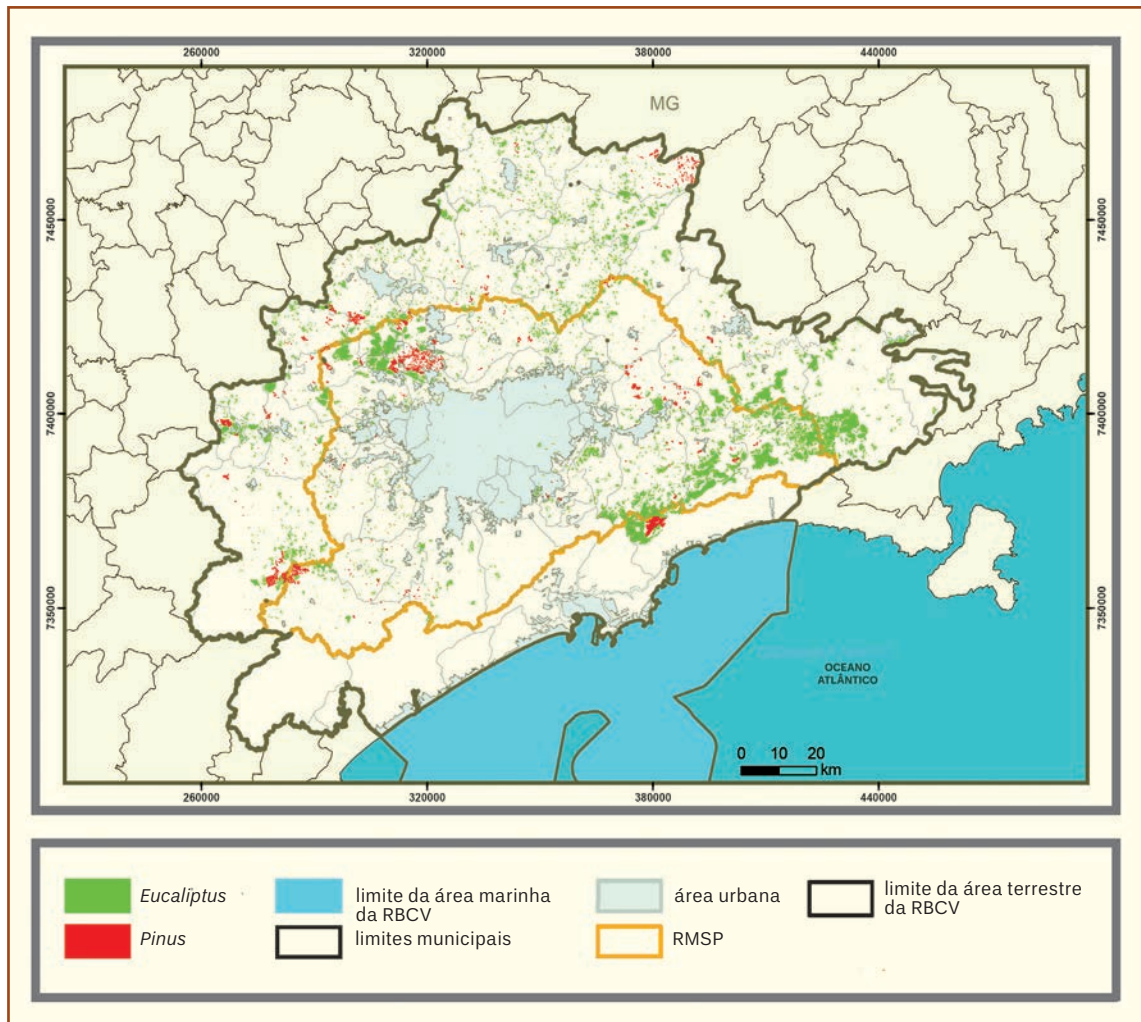 260000 320000 380000 440000
MG
7450000 7450000
7400000 7400000
7350000 7350000
OCEANO
ATLÂNTICO
0 10 20
km
260000 320000 380000 440000
Eucaliptus
limite da área marinha
da RBCV
área urbana
limite da área terrestre
da RBCV
Pinus
limites municipais
RMSP